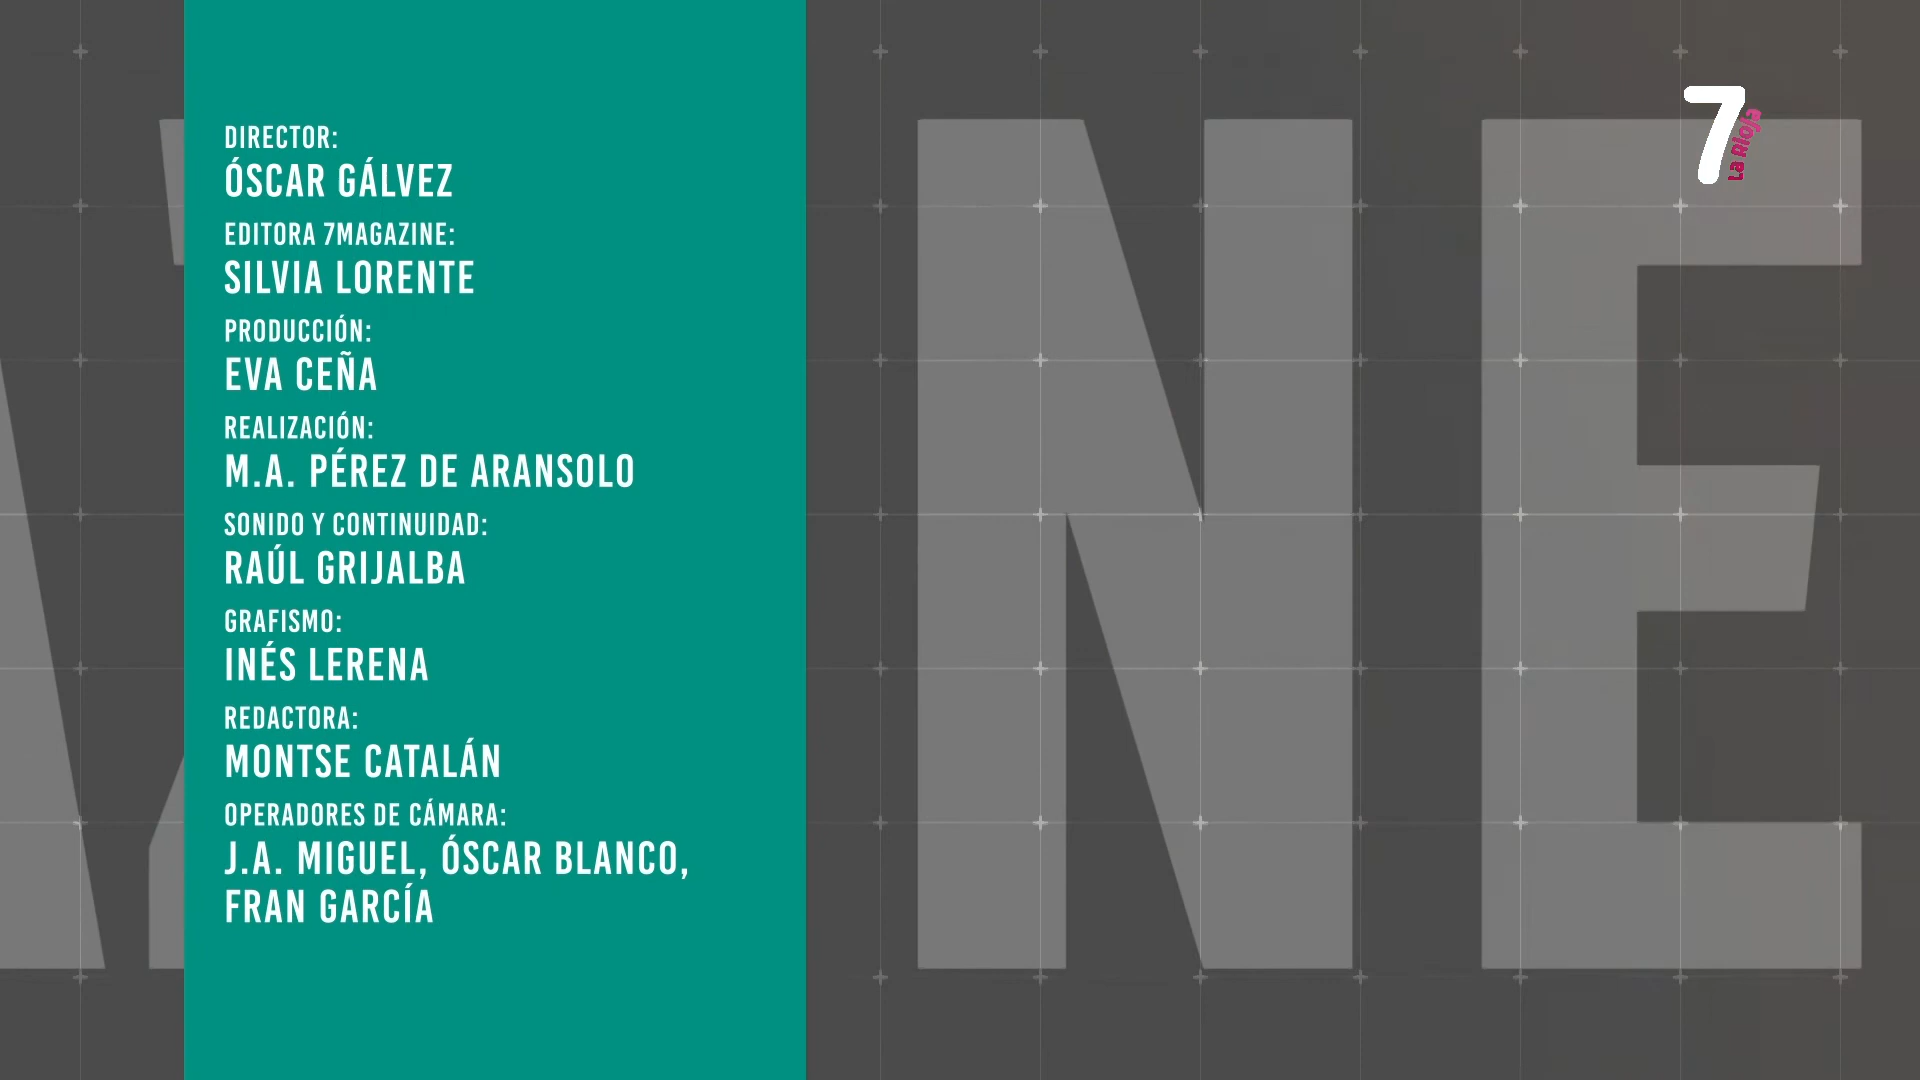 DIRECTOR:
ÓSCAR GÁLVEZ
EDITORA 7MAGAZINE:
SILVIA LORENTE
PRODUCCIÓN:
EVA CEÑA
REALIZACIÓN:
M.A. PÉREZ DE ARANSOLO
SONIDO Y CONTINUIDAD:
RAÚL GRIJALBA
GRAFISMO:
INÉS LERENA
REDACTORA:
MONTSE CATALÁN
OPERADORES DE CÁMARA:
J.A. MIGUEL, ÓSCAR BLANCO,
FRAN GARCÍA
NE
7 La Rioja